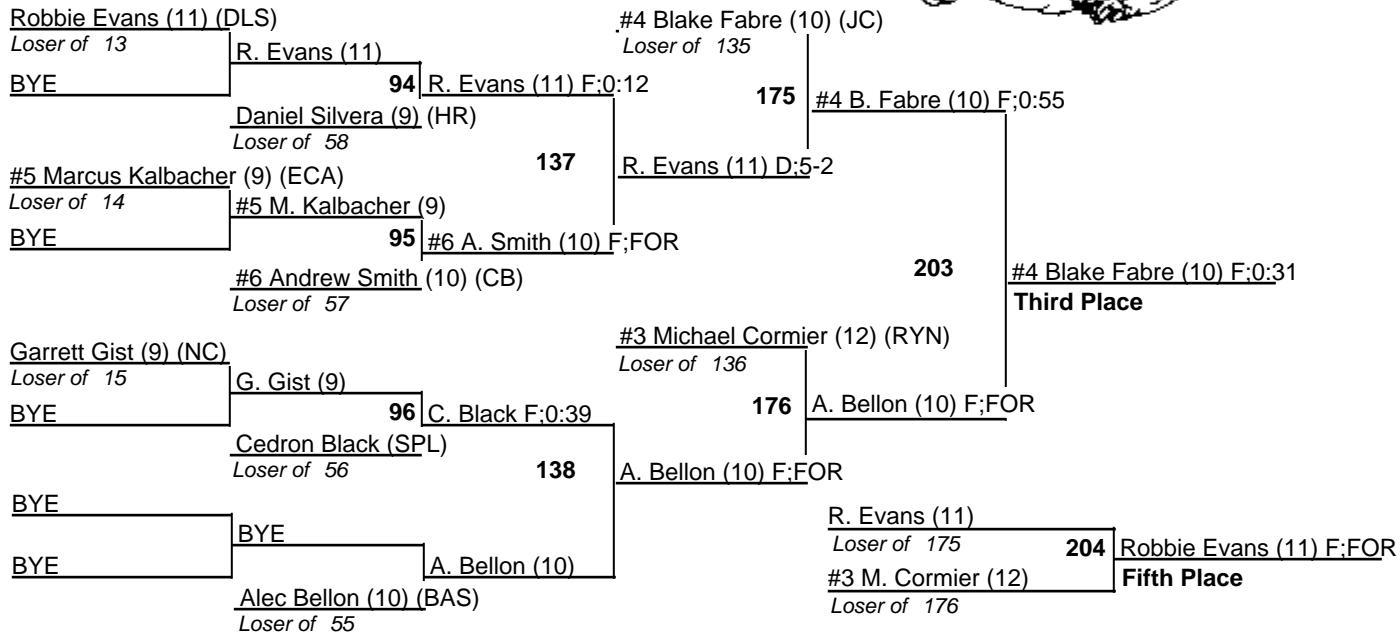 Robbie Evans (11) (DLS)
Loser of 13
BYE
R. Evans (11)
94
R. Evans (11) F;0:12
Daniel Silvera (9) (HR)
Loser of 58
#5 Marcus Kalbacher (9) (ECA)
Loser of 14
BYE
#5 M. Kalbacher (9)
95
#6 A. Smith (10) F;FOR
#6 Andrew Smith (10) (CB)
Loser of 57
137
R. Evans (11) D;5-2
#4 Blake Fabre (10) (JC)
Loser of 135
175
#4 B. Fabre (10) F;0:55
Garrett Gist (9) (NC)
Loser of 15
BYE
G. Gist (9)
96
C. Black F;0:39
Cedron Black (SPL)
Loser of 56
BYE
BYE
BYE
A. Bellon (10)
Alec Bellon (10) (BAS)
Loser of 55
138
A. Bellon (10) F;FOR
#3 Michael Cormier (12) (RYN)
Loser of 136
176
A. Bellon (10) F;FOR
203
#4 Blake Fabre (10) F;0:31
Third Place
R. Evans (11)
Loser of 175
#3 M. Cormier (12)
Loser of 176
204
Robbie Evans (11) F;FOR
Fifth Place